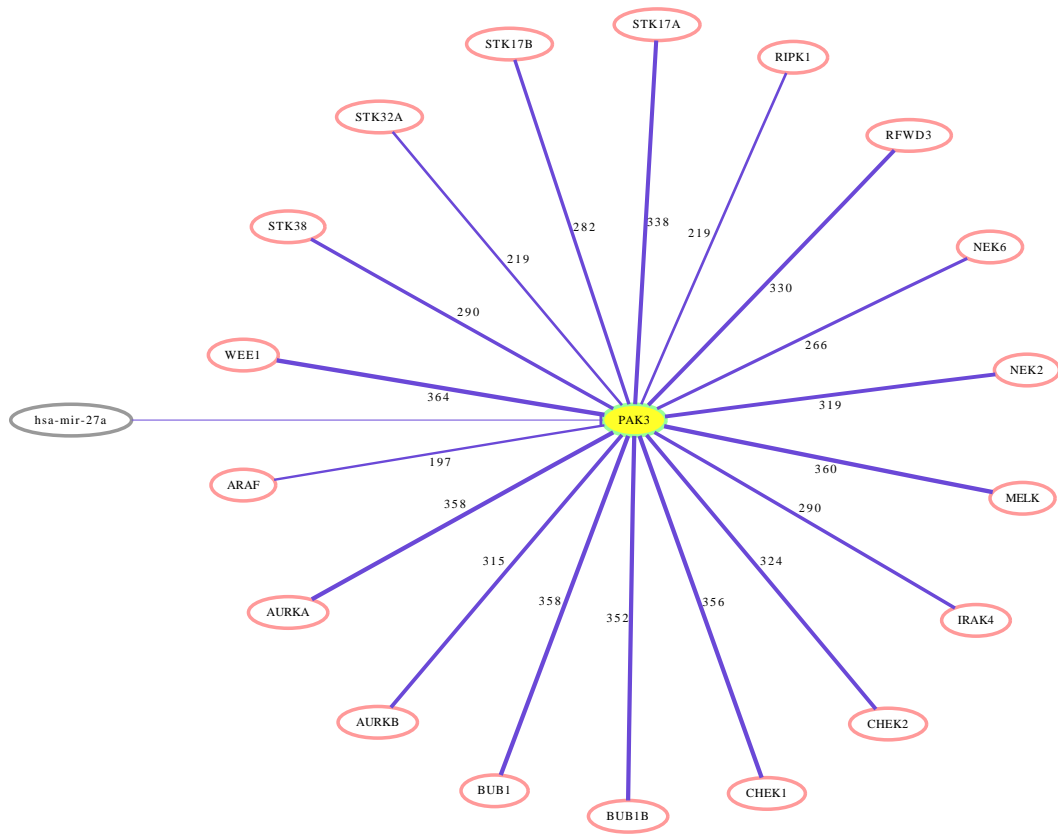 STK17A
STK17B
RIPK1
STK32A
RFWD3
STK38
282
338
219
NEK6
219
330
290
266
WEE1
NEK2
364
319
hsa-mir-27a
PAK3
197
360
ARAF
MELK
358
290
315
324
358
352
356
AURKA
IRAK4
AURKB
CHEK2
BUB1
CHEK1
BUB1B